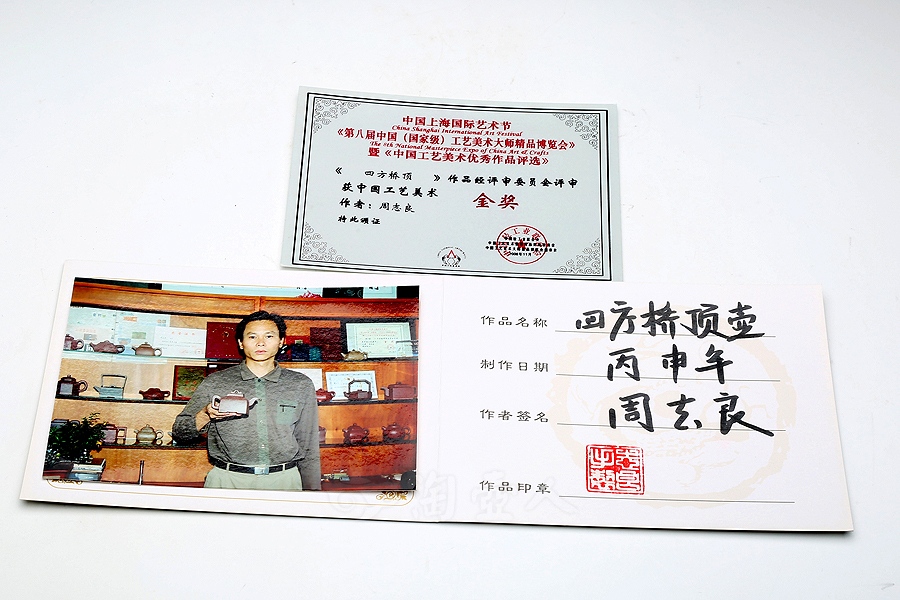 中国上海国际艺术节
China Shanghai International Art Festival
《第八届中国（国家级）工艺美术大师精品博览会》
The 8th National Masterpiece Expo of China Art & Crafts
暨《中国工艺美术优秀作品评选》
《 四方桥顶 》作品经评审委员会评审
获中国工艺美术 金奖
作者：周志良
特此颁证
作品名称 四方桥顶壶
制作日期 丙申年
作者签名 周志良
作品印章